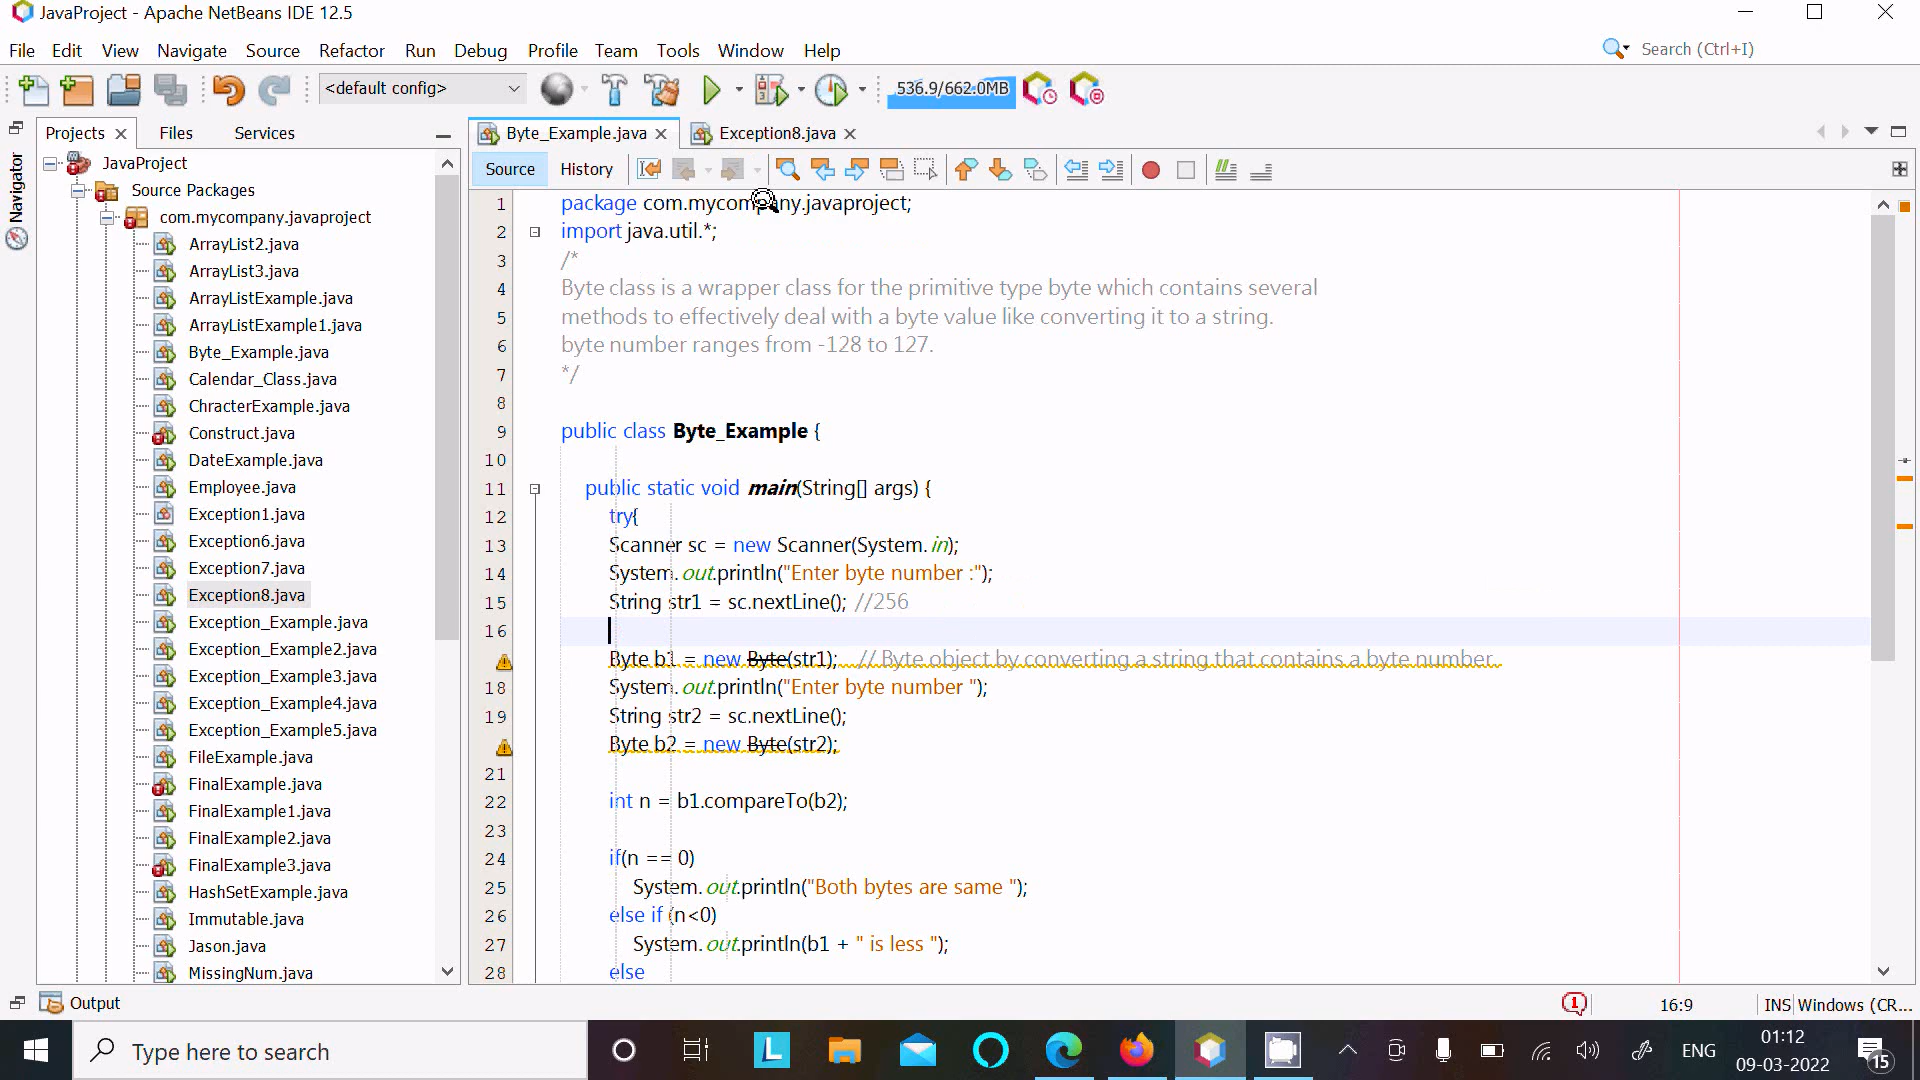 JavaProject - Apache NetBeans IDE 12.5
File Edit View Navigate Source Refactor Run Debug Profile Team Tools Window Help
Search (Ctrl+I)
<default config>
536.9/662.0MB
Projects Files Services
Navigator
JavaProject
Source Packages
com.mycompany.javaproject
ArrayList2.java
ArrayList3.java
ArrayListExample.java
ArrayListExample1.java
Byte_Example.java
Calendar_Class.java
ChracterExample.java
Construct.java
DateExample.java
Employee.java
Exception1.java
Exception6.java
Exception7.java
Exception8.java
Exception_Example.java
Exception_Example2.java
Exception_Example3.java
Exception_Example4.java
Exception_Example5.java
FileExample.java
FinalExample.java
FinalExample1.java
FinalExample2.java
FinalExample3.java
HashSetExample.java
Immutable.java
Jason.java
MissingNum.java
Byte_Example.java Exception8.java
Source History
1 package com.mycompany.javaproject;
2 import java.util.*;
3 /*
4 Byte class is a wrapper class for the primitive type byte which contains several
5 methods to effectively deal with a byte value like converting it to a string.
6 byte number ranges from -128 to 127.
7 */
8
9 public class Byte_Example {
10
11 public static void main(String[] args) {
12 try{
13 Scanner sc = new Scanner(System.in);
14 System.out.println("Enter byte number :");
15 String str1 = sc.nextLine(); //256
16
Byte b1 = new Byte(str1); // Byte object by converting a string that contains a byte number
18 System.out.println("Enter byte number ");
19 String str2 = sc.nextLine();
Byte b2 = new Byte(str2);
21
22 int n = b1.compareTo(b2);
23
24 if(n == 0)
25 System.out.println("Both bytes are same ");
26 else if (n<0)
27 System.out.println(b1 + " is less ");
28 else
Output
1
16:9
INS
Windows (CR...
Type here to search
L
ENG
01:12
09-03-2022
15